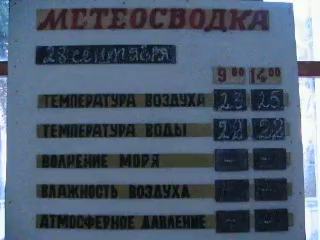 МЕТЕОСВОДКА
28 сентября
9 00 14 00
ТЕМПЕРАТУРА ВОЗДУХА 23 25
ТЕМПЕРАТУРА ВОДЫ 22 22
ВОЛНЕНИЕ МОРЯ - -
ВЛАЖНОСТЬ ВОЗДУХА - -
АТМОСФЕРНОЕ ДАВЛЕНИЕ - -